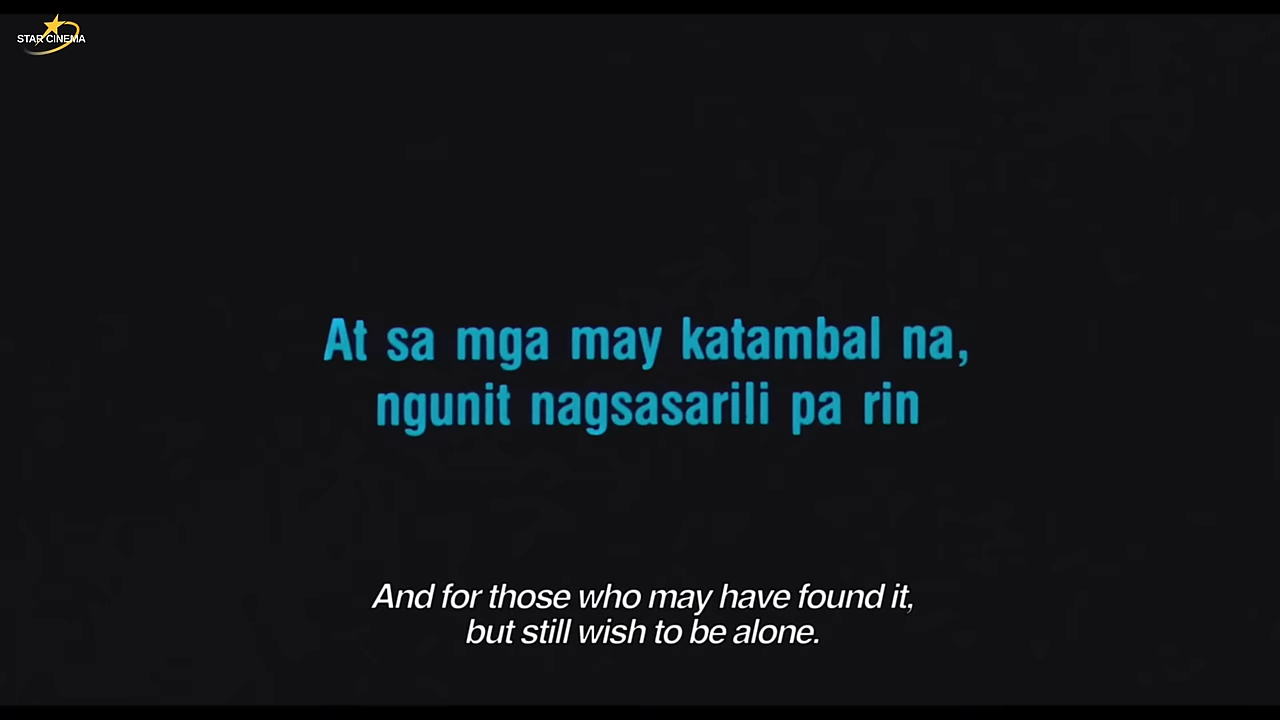 STAR CINEMA
At sa mga may katambal na,
ngunit nagsasarili pa rin
And for those who may have found it,
but still wish to be alone.